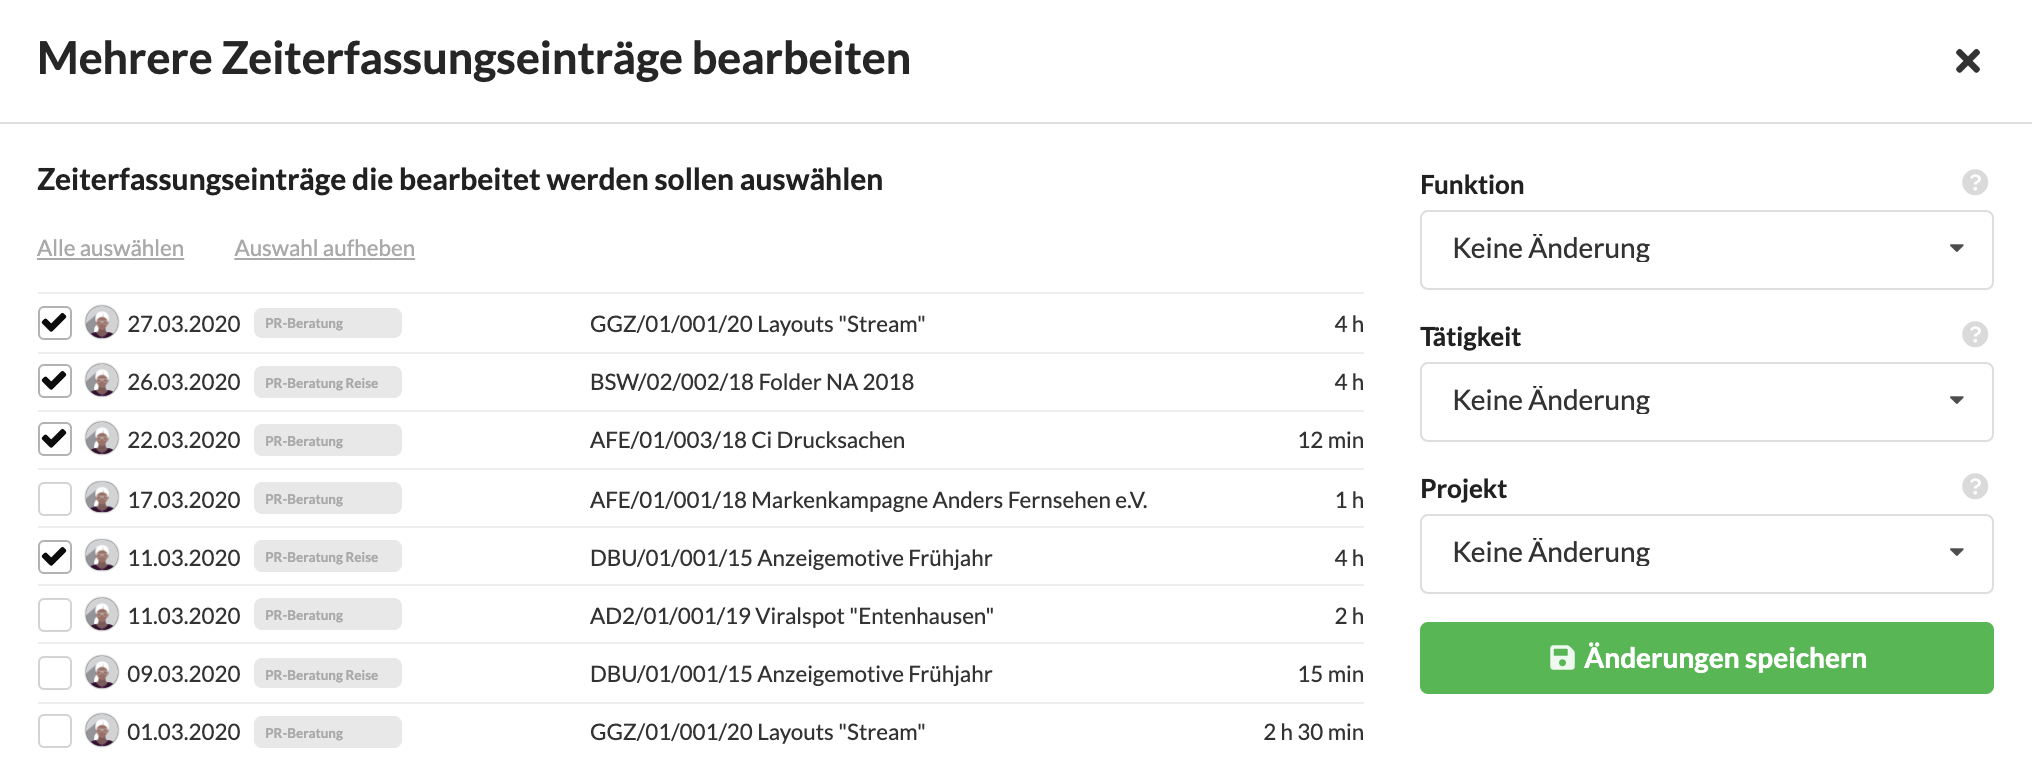 Mehrere Zeiterfassungseinträge bearbeiten
Zeiterfassungseinträge die bearbeitet werden sollen auswählen
Alle auswählen Auswahl aufheben
27.03.2020 PR-Beratung GGZ/01/001/20 Layouts "Stream" 4 h
26.03.2020 PR-Beratung Reise BSW/02/002/18 Folder NA 2018 4 h
22.03.2020 PR-Beratung AFE/01/003/18 Ci Drucksachen 12 min
17.03.2020 PR-Beratung AFE/01/001/18 Markenkampagne Anders Fernsehen e.V. 1 h
11.03.2020 PR-Beratung Reise DBU/01/001/15 Anzeigemotive Frühjahr 4 h
11.03.2020 PR-Beratung AD2/01/001/19 Viralspot "Entenhausen" 2 h
09.03.2020 PR-Beratung Reise DBU/01/001/15 Anzeigemotive Frühjahr 15 min
01.03.2020 PR-Beratung GGZ/01/001/20 Layouts "Stream" 2 h 30 min
Funktion ?
Keine Änderung
Tätigkeit ?
Keine Änderung
Projekt ?
Keine Änderung
Änderungen speichern